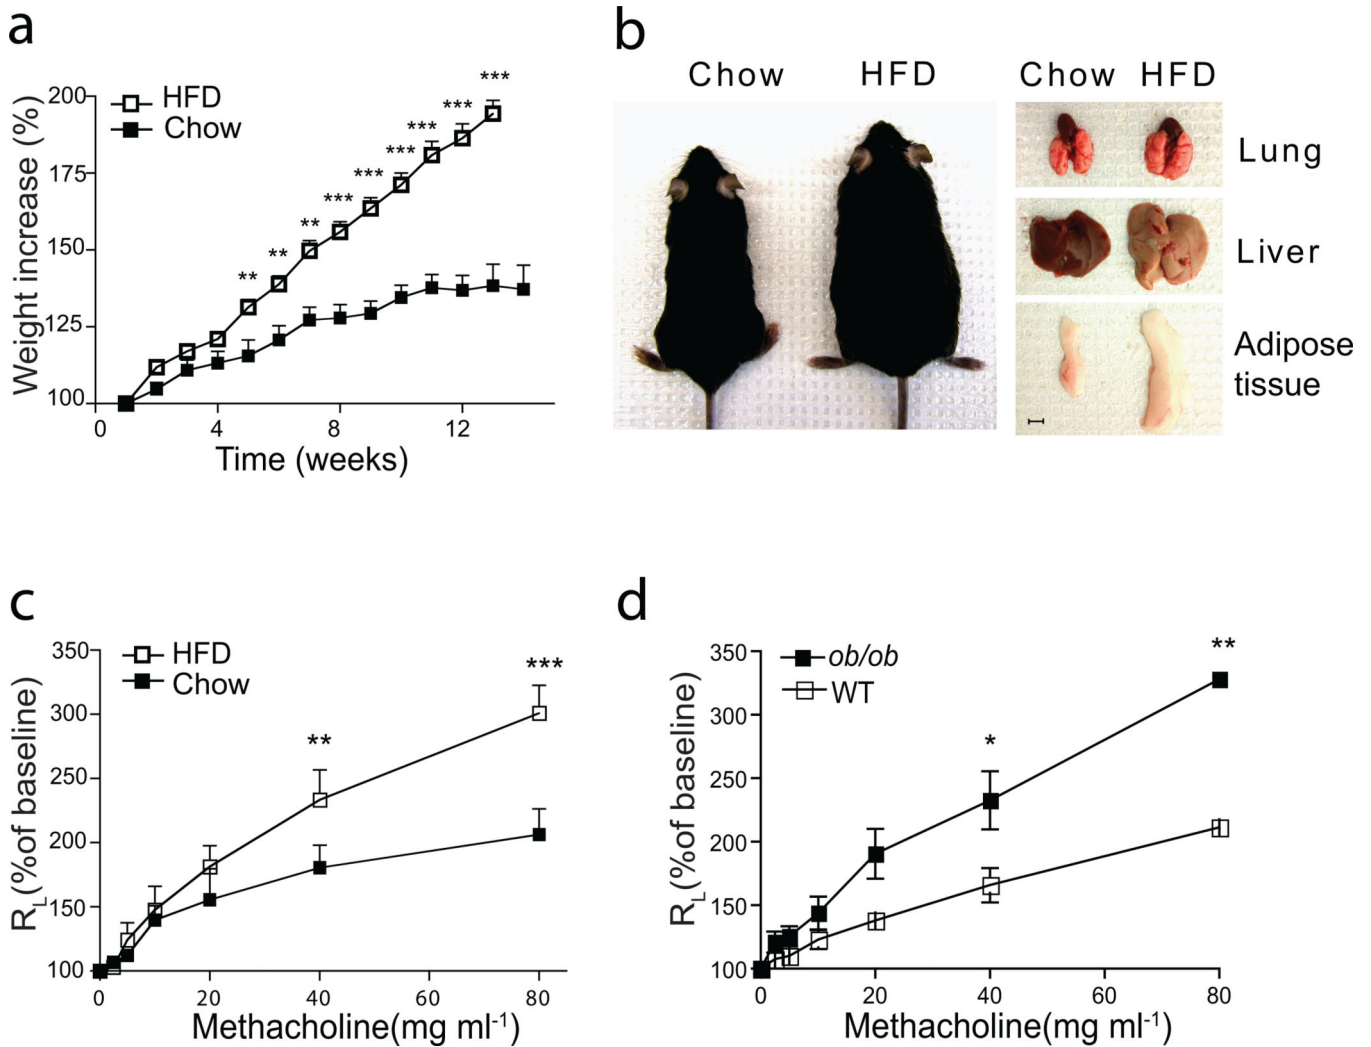 a
HFD
Chow
Weight increase (%)
200
175
150
125
100
**
**
**
***
***
***
***
***
***
0
4
8
12
Time (weeks)
b
Chow
HFD
Chow
HFD
Lung
Liver
Adipose
tissue
c
HFD
Chow
R_L (%of baseline)
350
300
250
200
150
100
**
***
0
20
40
60
80
Methacholine(mg ml⁻¹)
d
ob/ob
WT
R_L (%of baseline)
350
300
250
200
150
100
*
**
0
20
40
60
80
Methacholine(mg ml⁻¹)